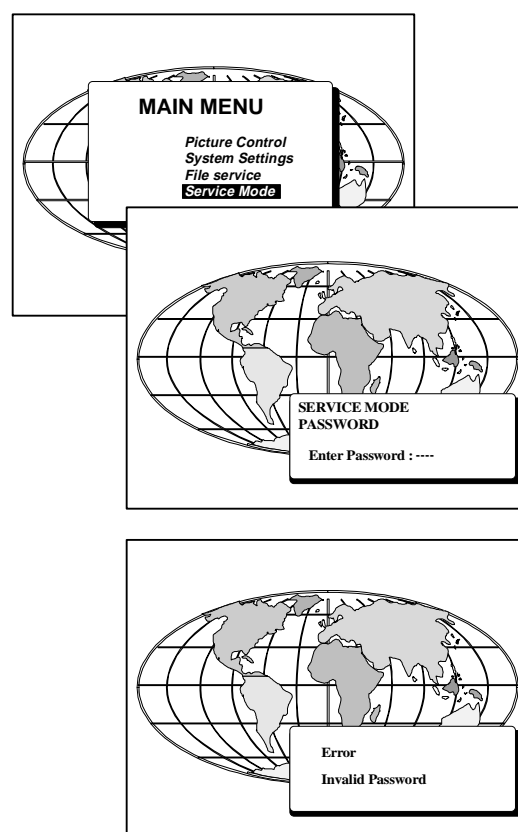 MAIN MENU
Picture Control
System Settings
File service
Service Mode
SERVICE MODE
PASSWORD
Enter Password : ----
Error
Invalid Password